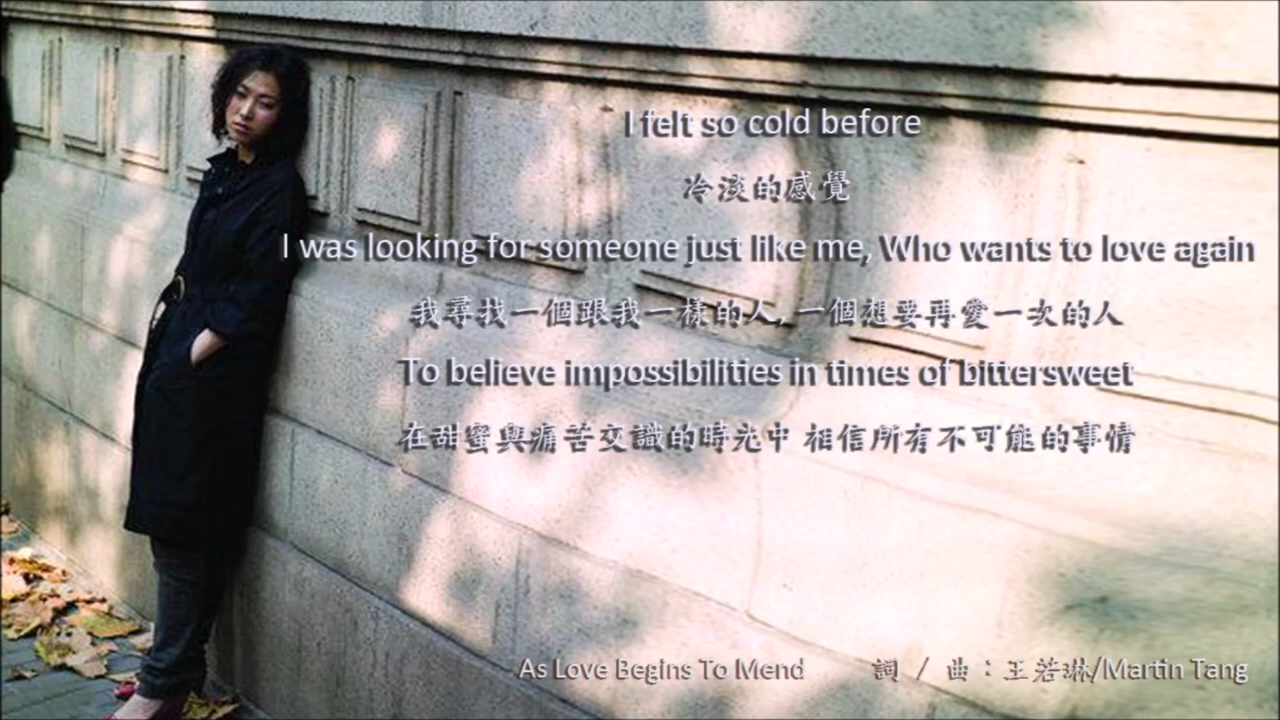 I felt so cold before
冷淡的感覺
I was looking for someone just like me, Who wants to love again
我尋找一個跟我一樣的人, 一個想要再愛一次的人
To believe impossibilities in times of bittersweet
在甜蜜與痛苦交識的時光中 相信所有不可能的事情
As Love Begins To Mend 詞 / 曲：王若琳/Martin Tang